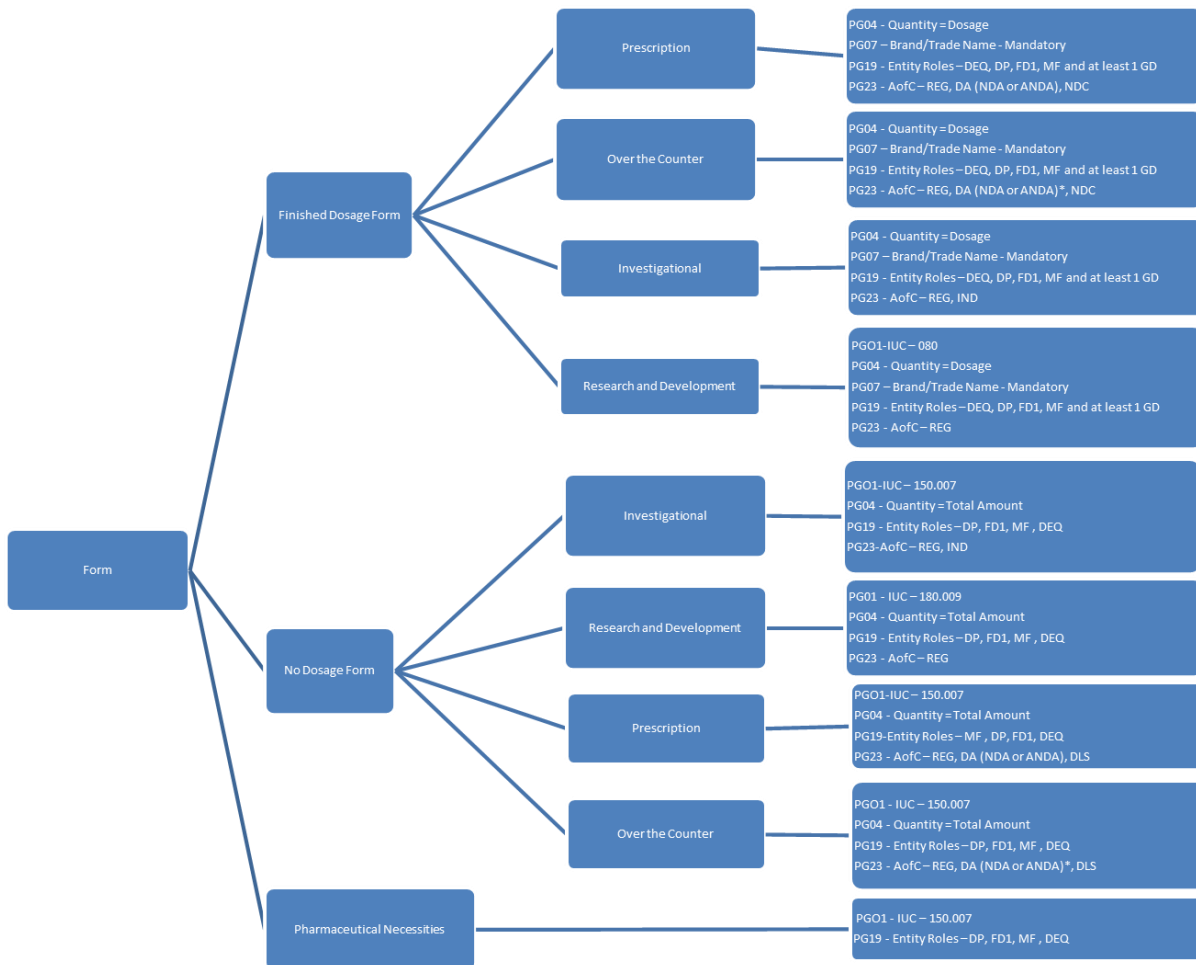 Form
Finished Dosage Form
Prescription
PG04 - Quantity = Dosage
PG07 – Brand/Trade Name - Mandatory
PG19 - Entity Roles – DEQ, DP, FD1, MF and at least 1 GD
PG23 - AofC – REG, DA (NDA or ANDA), NDC
Over the Counter
PG04 - Quantity = Dosage
PG07 – Brand/Trade Name - Mandatory
PG19 - Entity Roles – DEQ, DP, FD1, MF and at least 1 GD
PG23 - AofC – REG, DA (NDA or ANDA)*, NDC
Investigational
PG04 - Quantity = Dosage
PG07 – Brand/Trade Name - Mandatory
PG19 - Entity Roles – DEQ, DP, FD1, MF and at least 1 GD
PG23 - AofC – REG, IND
Research and Development
PGO1-IUC – 080
PG04 - Quantity = Dosage
PG07 – Brand/Trade Name - Mandatory
PG19 - Entity Roles – DEQ, DP, FD1, MF and at least 1 GD
PG23 - AofC – REG
No Dosage Form
Investigational
PGO1-IUC – 150.007
PG04 - Quantity = Total Amount
PG19 - Entity Roles – DP, FD1, MF , DEQ
PG23-AofC – REG, IND
Research and Development
PG01 - IUC – 180.009
PG04 - Quantity = Total Amount
PG19 - Entity Roles – DP, FD1, MF , DEQ
PG23 - AofC – REG
Prescription
PGO1-IUC – 150.007
PG04 - Quantity = Total Amount
PG19-Entity Roles – MF , DP, FD1, DEQ
PG23 - AofC – REG, DA (NDA or ANDA), DLS
Over the Counter
PGO1 - IUC – 150.007
PG04 - Quantity = Total Amount
PG19 - Entity Roles – DP, FD1, MF , DEQ
PG23 - AofC – REG, DA (NDA or ANDA)*, DLS
Pharmaceutical Necessities
PGO1 - IUC – 150.007
PG19 - Entity Roles – DP, FD1, MF , DEQ